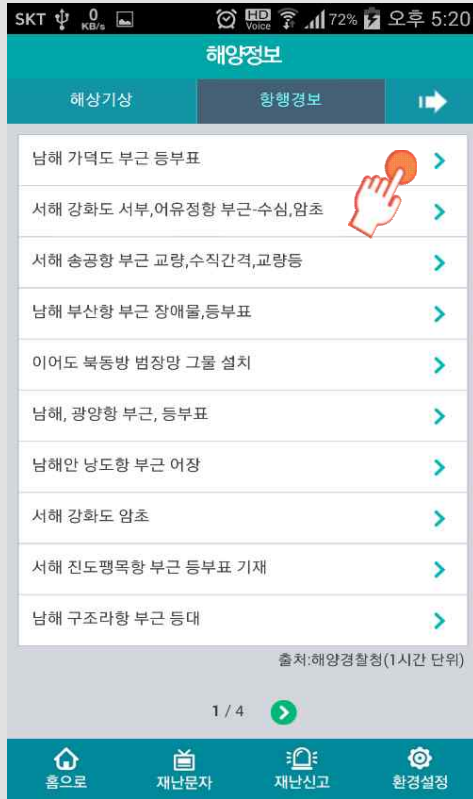 SKT 0 KB/s HD Voice 72% 오후 5:20
해양정보
해상기상 항행경보
남해 가덕도 부근 등부표
서해 강화도 서부,어유정항 부근-수심,암초
서해 송공항 부근 교량,수직간격,교량등
남해 부산항 부근 장애물,등부표
이어도 북동방 범장망 그물 설치
남해, 광양항 부근, 등부표
남해안 낭도항 부근 어장
서해 강화도 암초
서해 진도팽목항 부근 등부표 기재
남해 구조라항 부근 등대
출처:해양경찰청(1시간 단위)
1 / 4
홈으로 재난문자 재난신고 환경설정